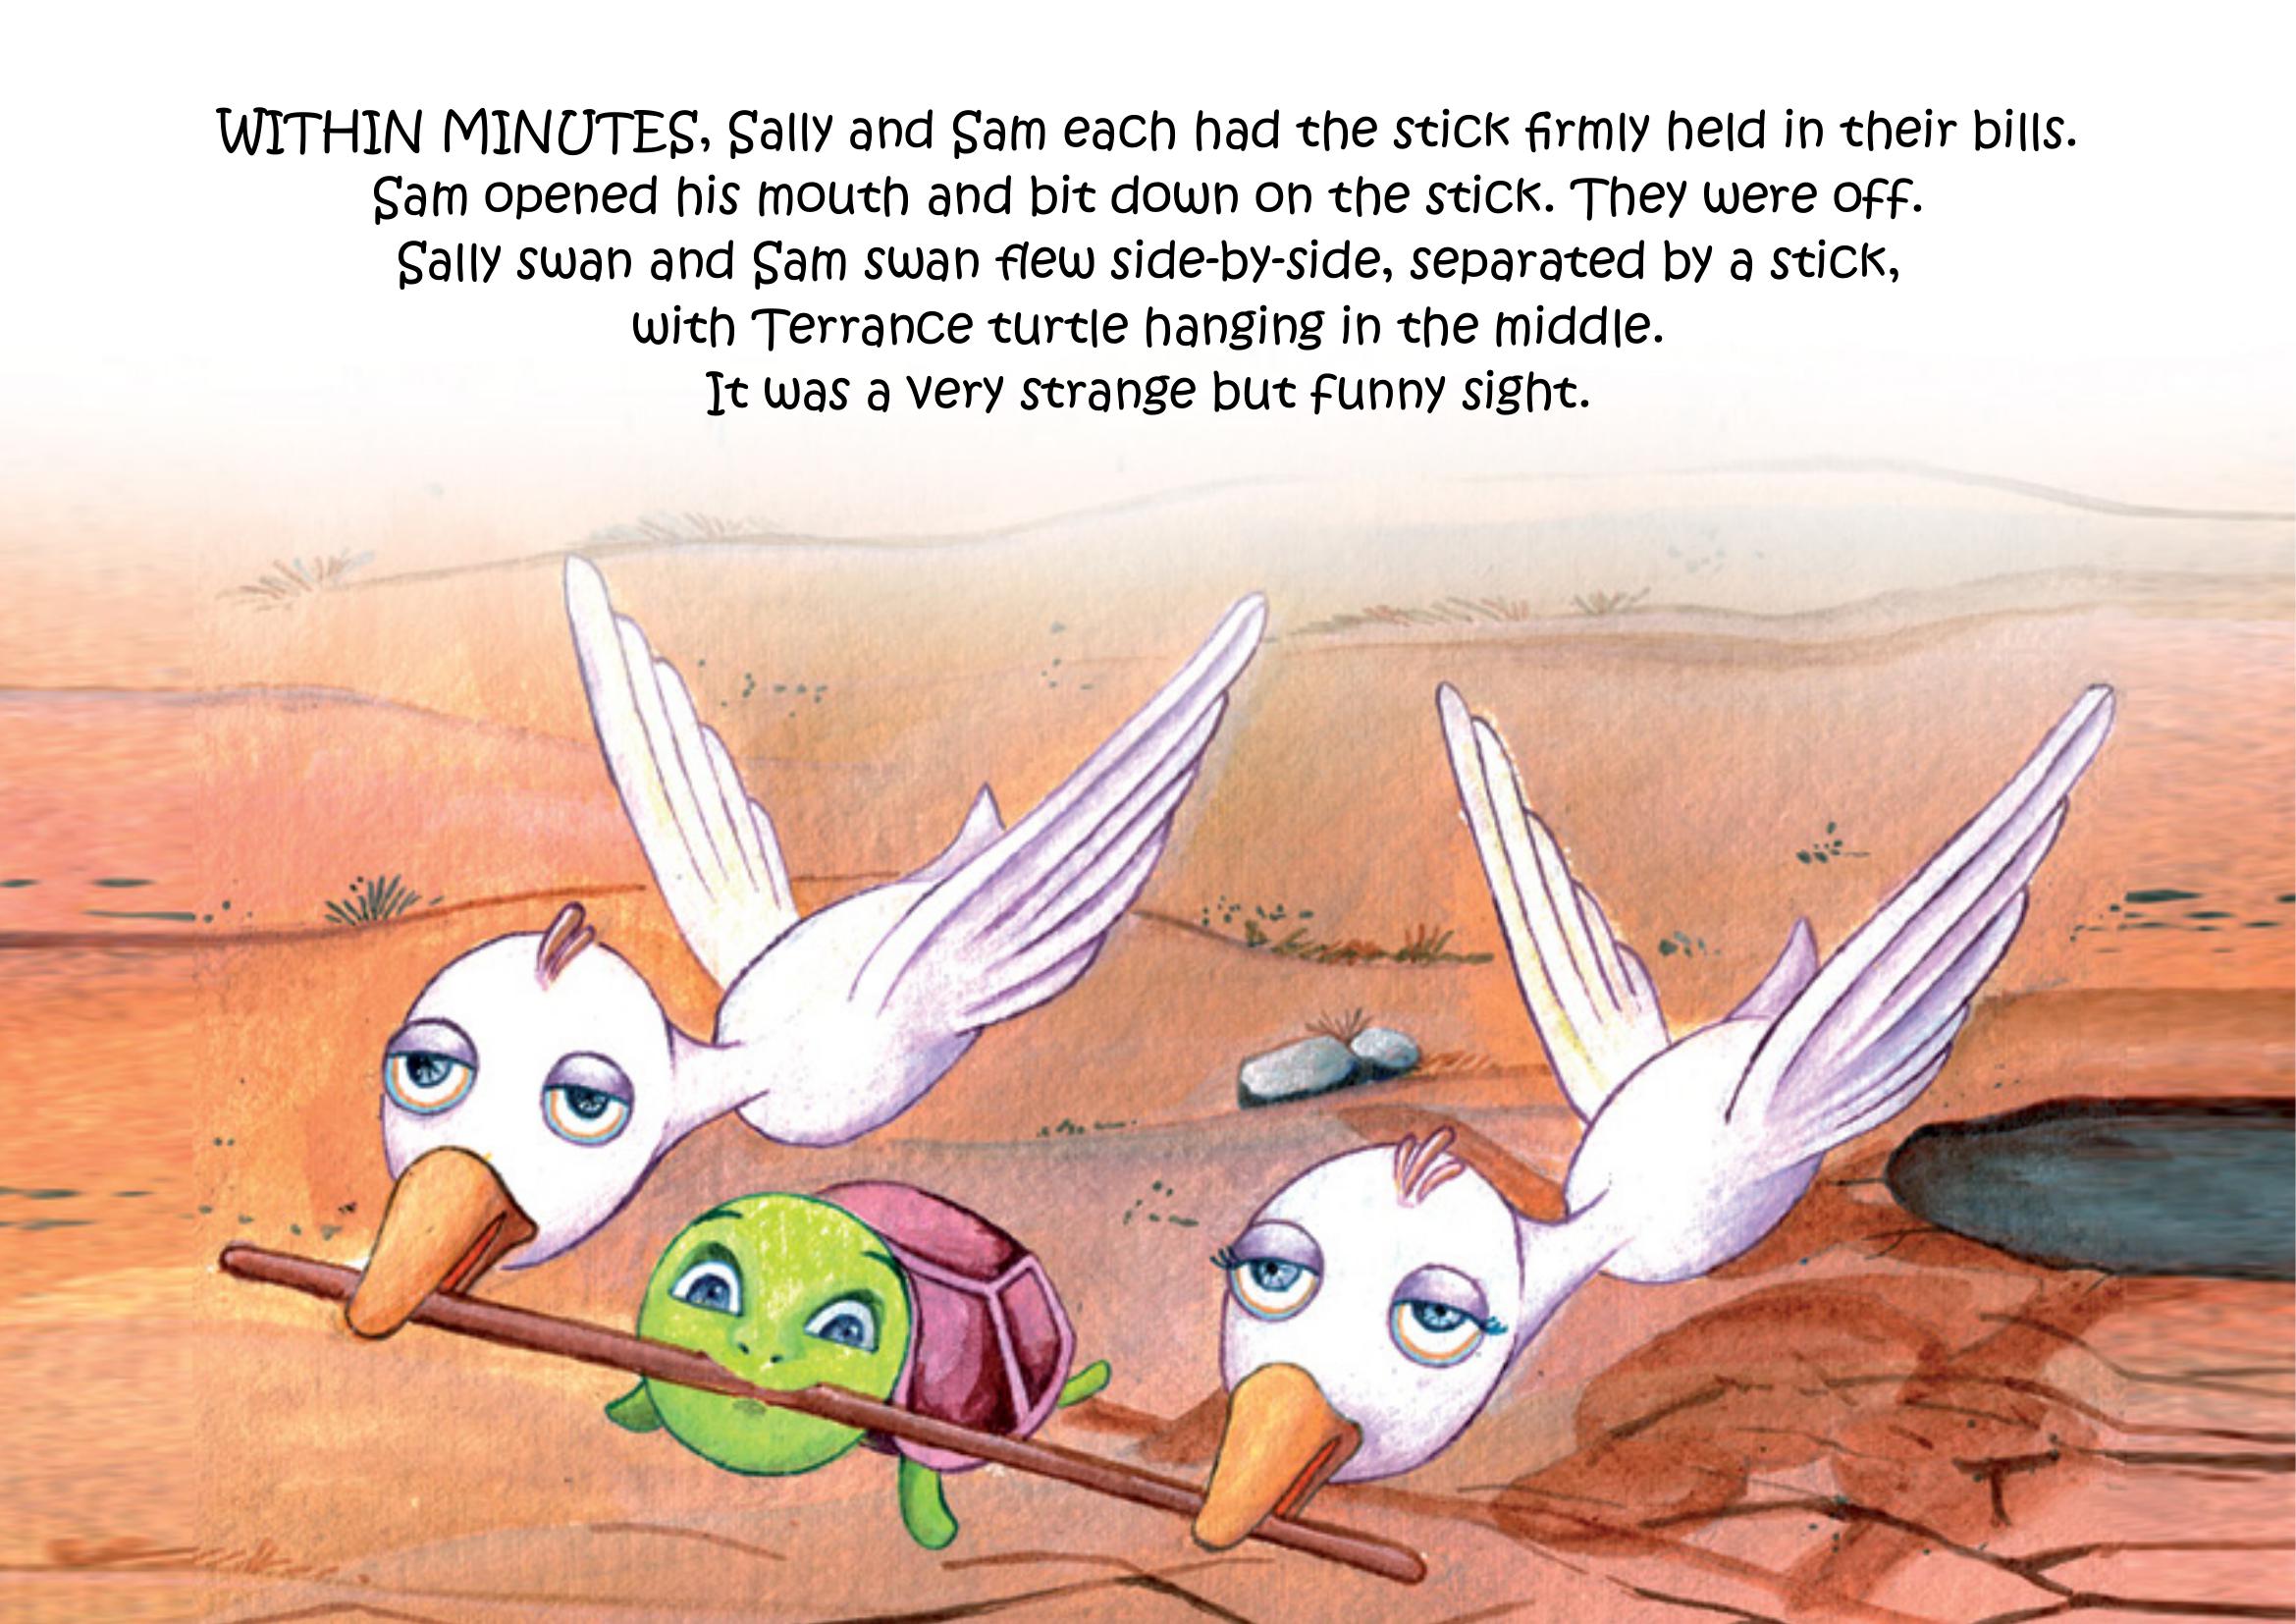 WITHIN MINUTES, Sally and Sam each had the stick firmly held in their bills.
Sam opened his mouth and bit down on the stick. They were off.
Sally swan and Sam swan flew side-by-side, separated by a stick,
with Terrance turtle hanging in the middle.
It was a very strange but funny sight.